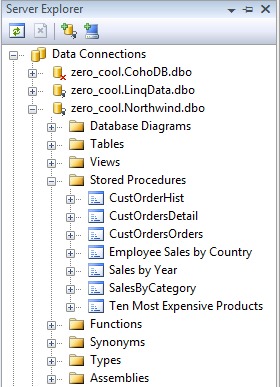 Server Explorer
Data Connections
zero_cool.CohoDB.dbo
zero_cool.LinqData.dbo
zero_cool.Northwind.dbo
Database Diagrams
Tables
Views
Stored Procedures
CustOrderHist
CustOrdersDetail
CustOrdersOrders
Employee Sales by Country
Sales by Year
SalesByCategory
Ten Most Expensive Products
Functions
Synonyms
Types
Assemblies